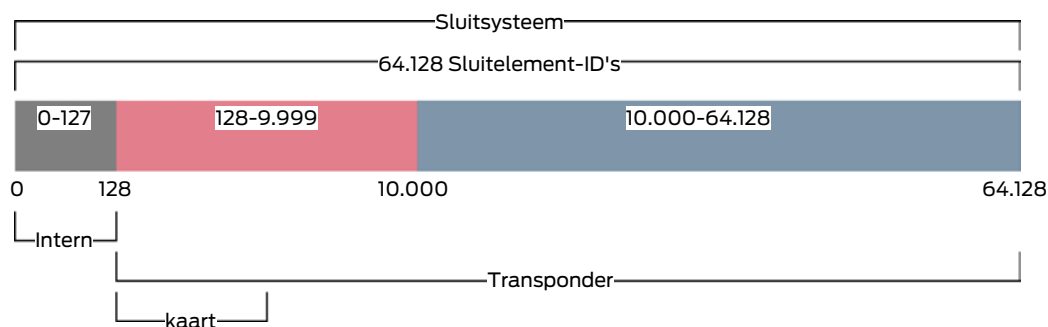 Sluitsysteem
64.128 Sluitelement-ID's
0-127 128-9.999 10.000-64.128
0 128 10.000 64.128
Intern
Transponder
kaart